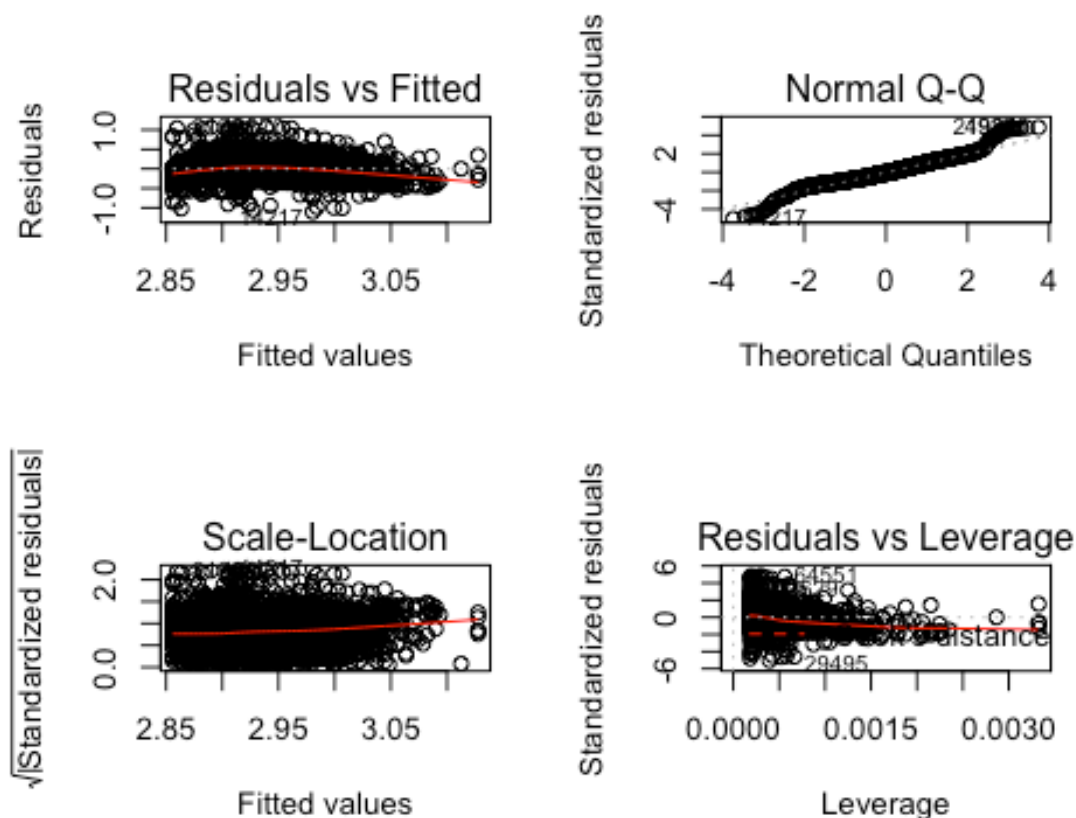 Residuals vs Fitted
Residuals
1.0
-1.0
2.85
2.95
3.05
Fitted values
Normal Q-Q
Standardized residuals
2
-4
-4
-2
0
2
4
Theoretical Quantiles
Scale-Location
√|Standardized residuals|
2.0
0.0
2.85
2.95
3.05
Fitted values
Residuals vs Leverage
Standardized residuals
6
0
-6
64551
distance
29495
0.0000
0.0015
0.0030
Leverage